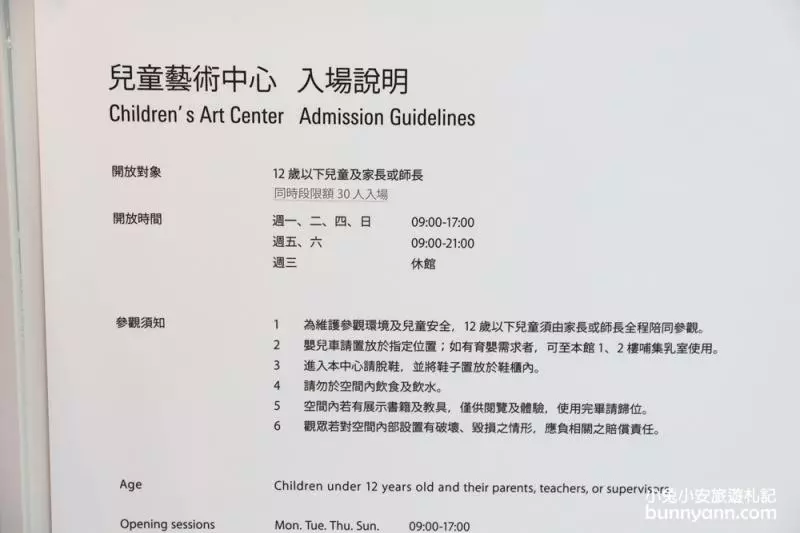 兒童藝術中心 入場說明
Children's Art Center Admission Guidelines
開放對象 12 歲以下兒童及家長或師長
同時段限額 30 人入場
開放時間 週一、二、四、日 09:00-17:00
週五、六 09:00-21:00
週三 休館
參觀須知 1 為維護參觀環境及兒童安全，12 歲以下兒童須由家長或師長全程陪同參觀。
2 嬰兒車請置放於指定位置；如有育嬰需求者，可至本館 1、2 樓哺集乳室使用。
3 進入本中心請脫鞋，並將鞋子置放於鞋櫃內。
4 請勿於空間內飲食及飲水。
5 空間內若有展示書籍及教具，僅供閱覽及體驗，使用完畢請歸位。
6 觀眾若對空間內部設置有破壞、毀損之情形，應負相關之賠償責任。
Age Children under 12 years old and their parents, teachers, or supervisors
Opening sessions Mon. Tue. Thu. Sun. 09:00-17:00
小兔小安旅遊札記
bunnyann.com